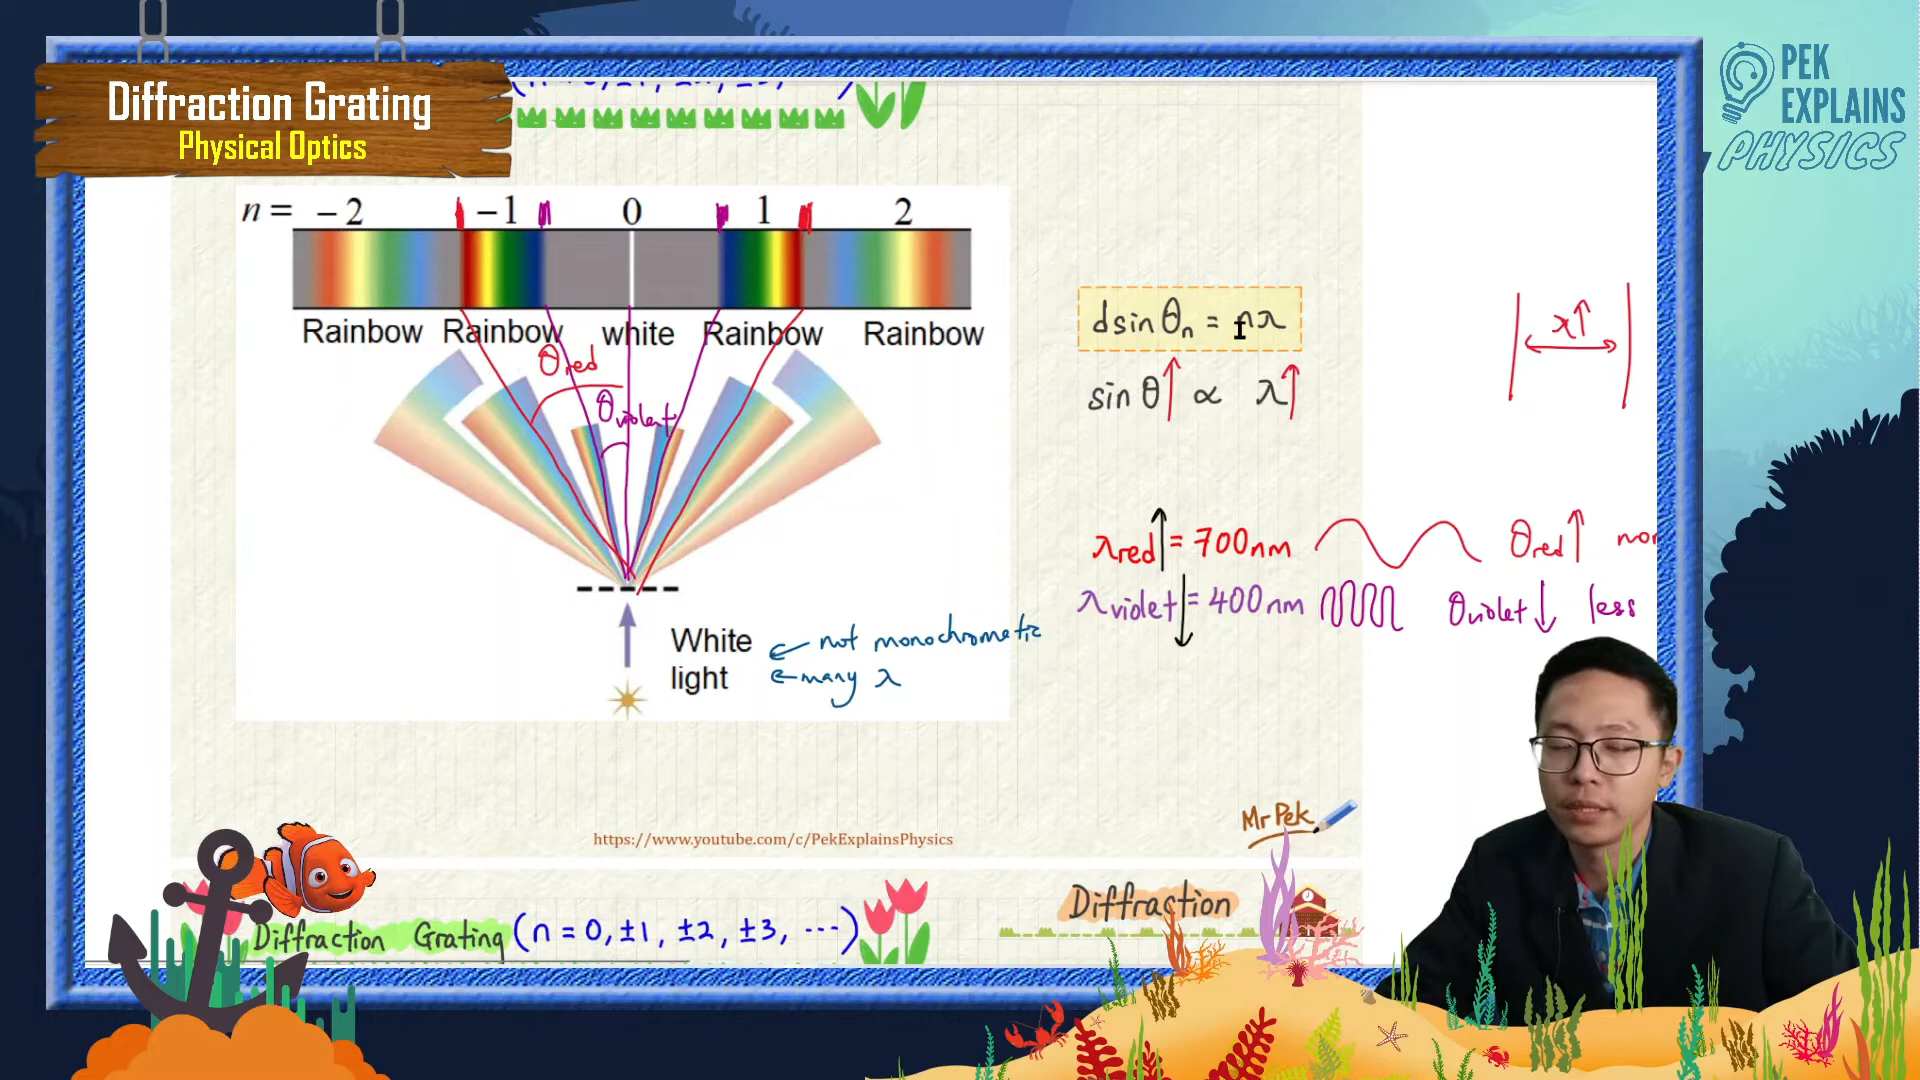 Diffraction Grating
Physical Optics
PEK
EXPLAINS
PHYSICS
n = -2 -1 0 1 2
Rainbow Rainbow white Rainbow Rainbow
θred
θviolet
White
light
not monochromatic
many λ
d sin θn = nλ
sin θ↑ ∝ λ↑
x↑
λred↑ = 700nm θred↑
λviolet↓ = 400nm θviolet↓ less
Mr Pek
https://www.youtube.com/c/PekExplainsPhysics
Diffraction Grating (n = 0, ±1, ±2, ±3, ...)
Diffraction